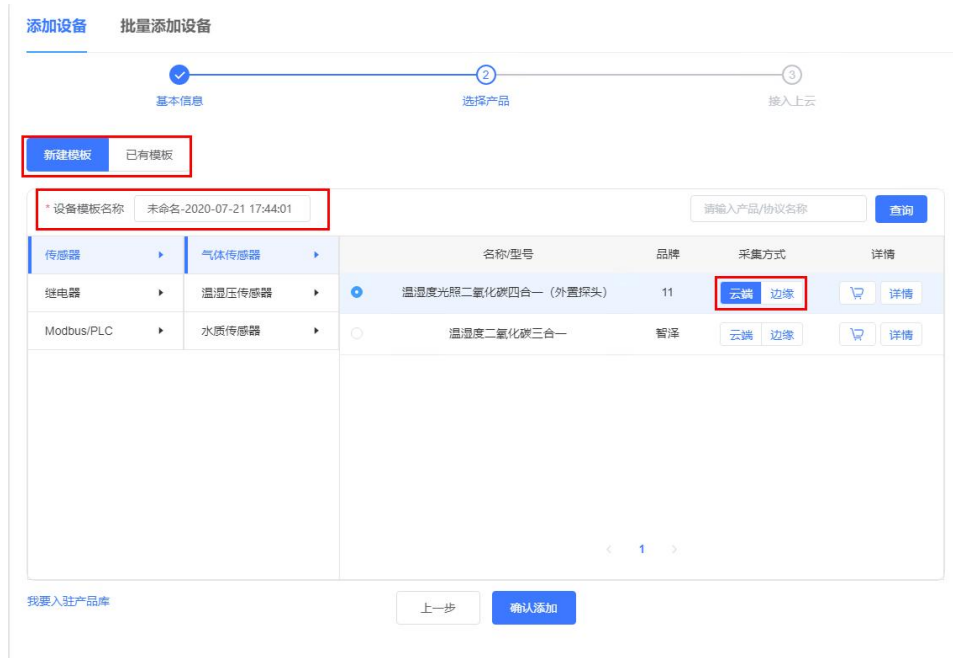 添加设备 批量添加设备
2 3
基本信息 选择产品 接入上云
新建模板 已有模板
* 设备模板名称 未命名-2020-07-21 17:44:01 请输入产品/协议名称 查询
传感器 气体传感器 名称/型号 品牌 采集方式 详情
继电器 温湿压传感器 温湿度光照二氧化碳四合一（外置探头） 11 云端 边缘 详情
Modbus/PLC 水质传感器 温湿度二氧化碳三合一 智泽 云端 边缘 详情
1
我要入驻产品库 上一步 确认添加